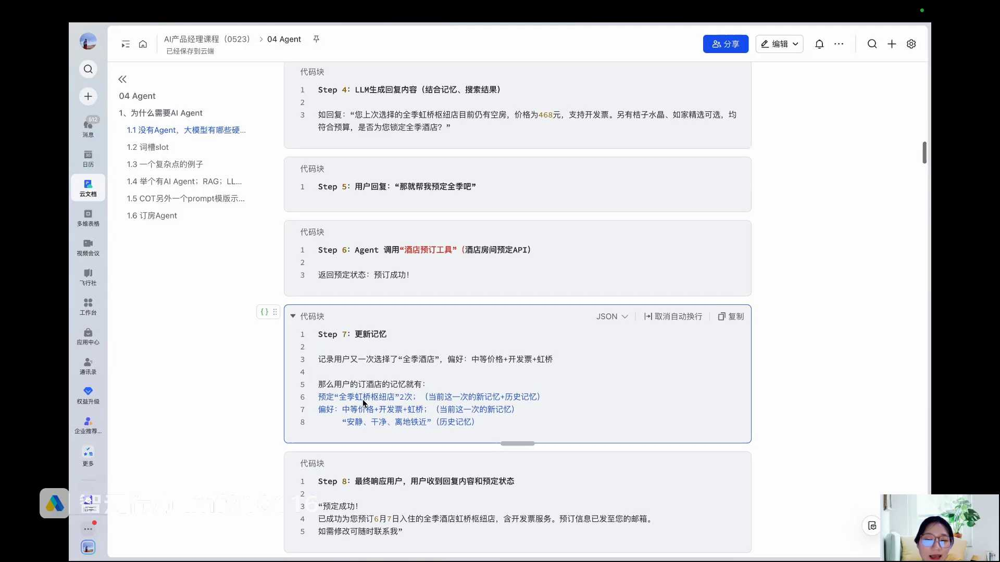 AI产品经理课程（0523） > 04 Agent
已经保存到云端
分享
编辑
512
消息
30
日历
云文档
多维表格
视频会议
飞行社
工作台
应用中心
通讯录
权益升级
企业推荐...
更多
04 Agent
1、为什么需要AI Agent
1.1 没有Agent，大模型有哪些硬...
1.2 词槽slot
1.3 一个复杂点的例子
1.4 举个有AI Agent；RAG；LL...
1.5 COT另外一个prompt模版示...
1.6 订房Agent
代码块
1 Step 4：LLM生成回复内容（结合记忆、搜索结果）
2
3 如回复：“您上次选择的全季虹桥枢纽店目前仍有空房，价格为468元，支持开发票。另有桔子水晶、如家精选可选，均
符合预算，是否为您锁定全季酒店？”
代码块
1 Step 5：用户回复：“那就帮我预定全季吧”
代码块
1 Step 6：Agent 调用“酒店预订工具”（酒店房间预定API）
2
3 返回预定状态：预订成功！
代码块
JSON
取消自动换行
复制
1 Step 7：更新记忆
2
3 记录用户又一次选择了“全季酒店”，偏好：中等价格+开发票+虹桥
4
5 那么用户的订酒店的记忆就有：
6 预定“全季虹桥枢纽店”2次；（当前这一次的新记忆+历史记忆）
7 偏好：中等价格+开发票+虹桥；（当前这一次的新记忆）
8 “安静、干净、离地铁近”（历史记忆）
代码块
1 Step 8：最终响应用户，用户收到回复内容和预定状态
2
3 “预定成功！
4 已成功为您预订6月7日入住的全季酒店虹桥枢纽店，含开发票服务。预订信息已发至您的邮箱。
5 如需修改可随时联系我”